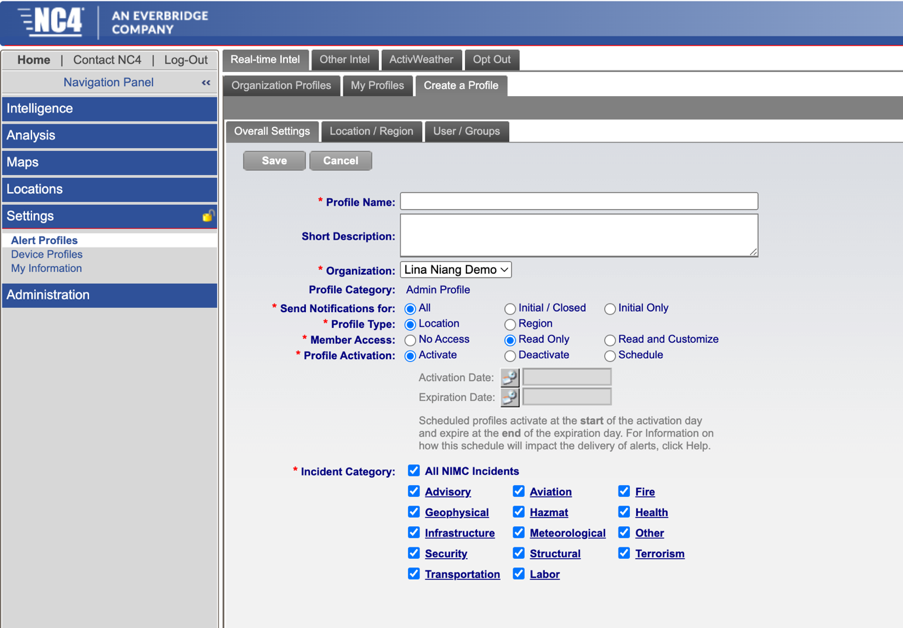 NC4 AN EVERBRIDGE COMPANY
Home | Contact NC4 | Log-Out
Navigation Panel «
Intelligence
Analysis
Maps
Locations
Settings
Alert Profiles
Device Profiles
My Information
Administration
Real-time Intel Other Intel ActivWeather Opt Out
Organization Profiles My Profiles Create a Profile
Overall Settings Location / Region User / Groups
Save Cancel
* Profile Name:
Short Description:
* Organization: Lina Niang Demo
Profile Category: Admin Profile
* Send Notifications for: All Initial / Closed Initial Only
* Profile Type: Location Region
* Member Access: No Access Read Only Read and Customize
* Profile Activation: Activate Deactivate Schedule
Activation Date:
Expiration Date:
Scheduled profiles activate at the start of the activation day
and expire at the end of the expiration day. For Information on
how this schedule will impact the delivery of alerts, click Help.
* Incident Category: All NIMC Incidents
Advisory Aviation Fire
Geophysical Hazmat Health
Infrastructure Meteorological Other
Security Structural Terrorism
Transportation Labor